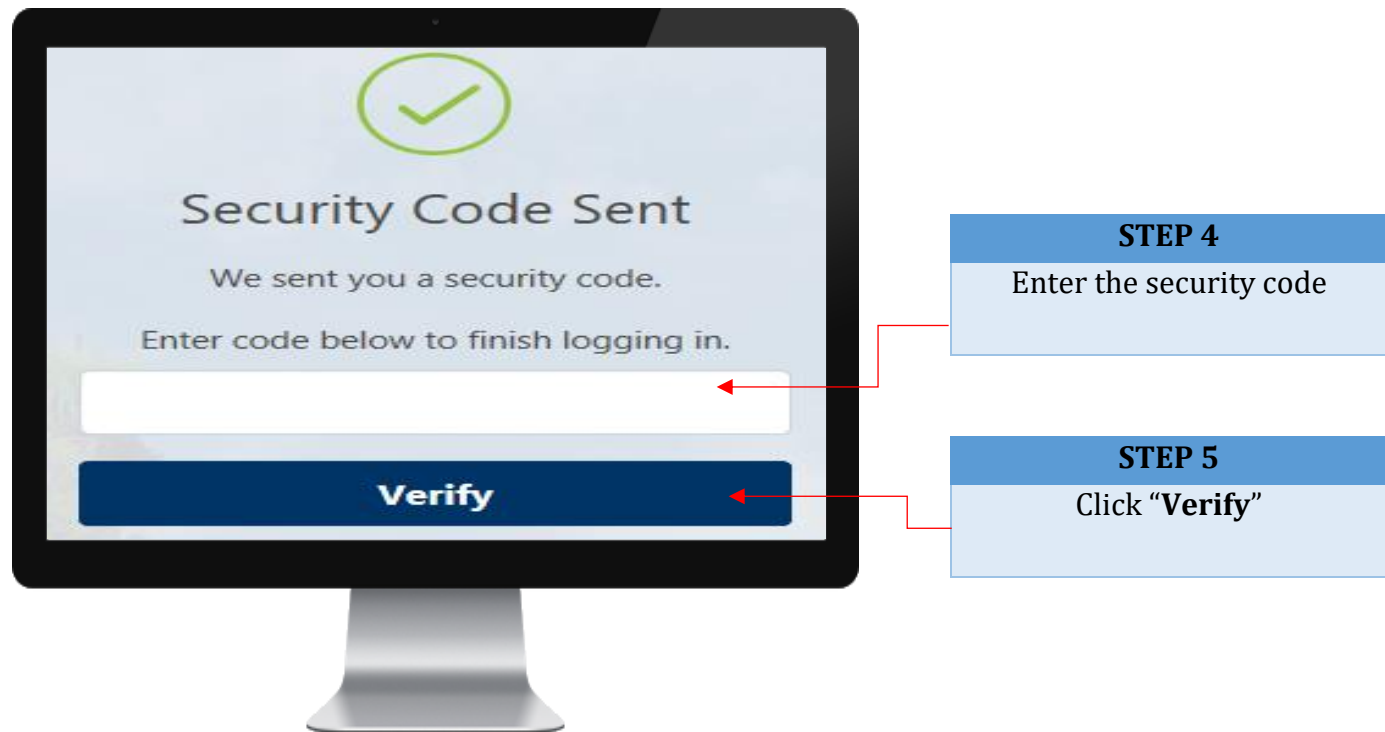 Security Code Sent
We sent you a security code.
Enter code below to finish logging in.
Verify
STEP 4
Enter the security code
STEP 5
Click “Verify”